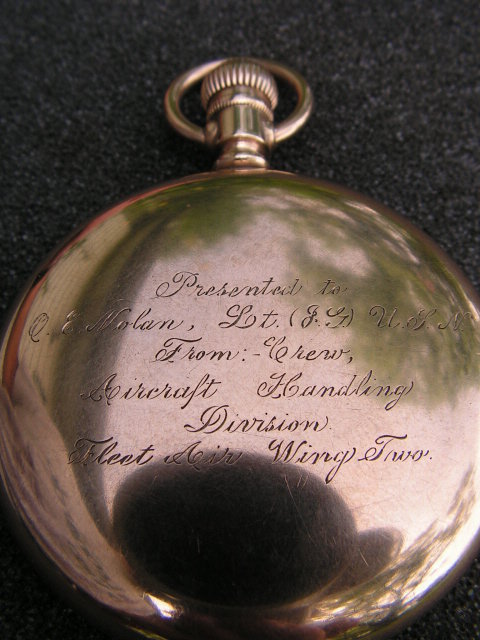 Presented to
O. E. Nolan, Lt. (J.G) U.S.N.
From:-Crew,
Aircraft Handling
Division.
Fleet Air Wing Two.